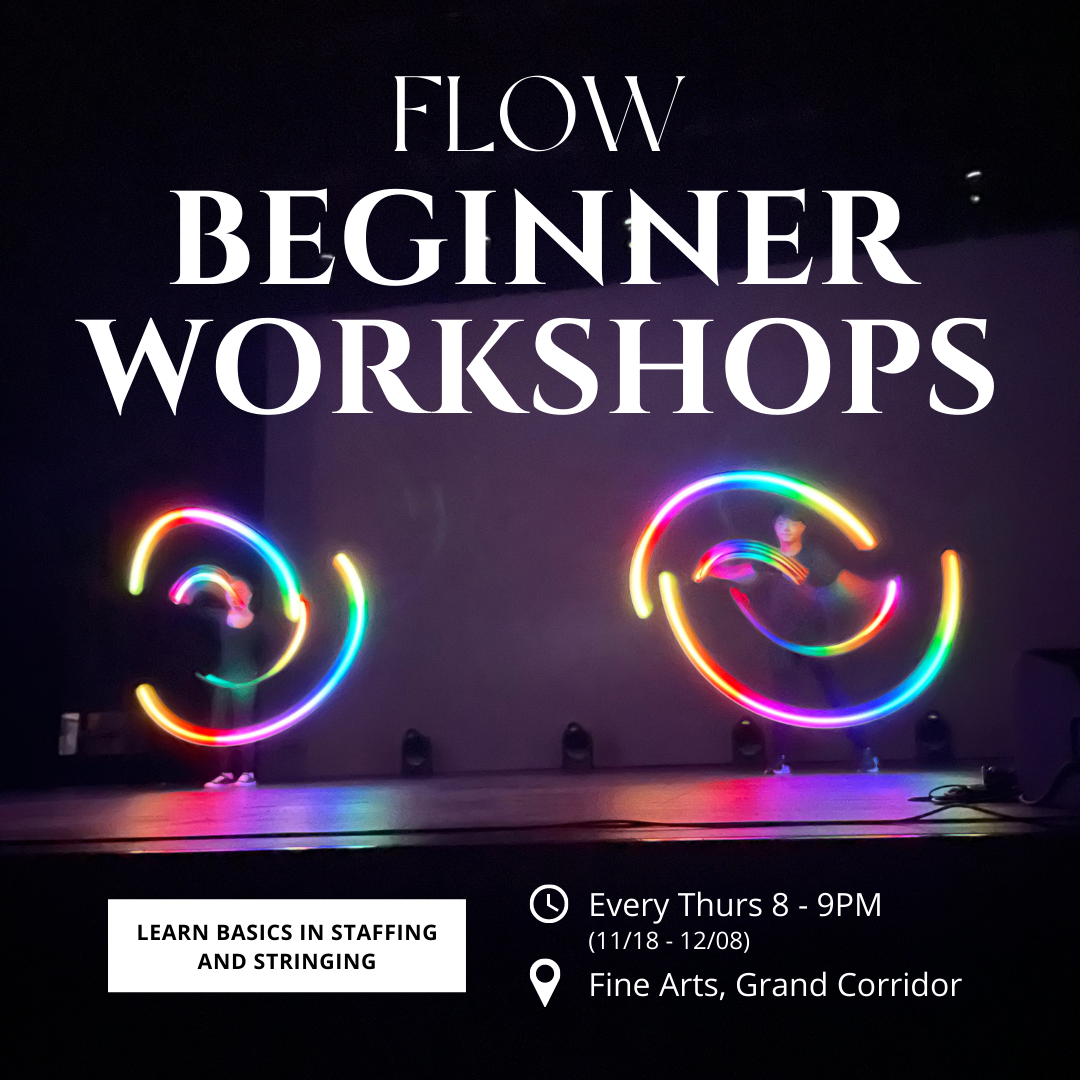 FLOW
BEGINNER
WORKSHOPS
LEARN BASICS IN STAFFING
AND STRINGING
Every Thurs 8 - 9PM
(11/18 - 12/08)
Fine Arts, Grand Corridor